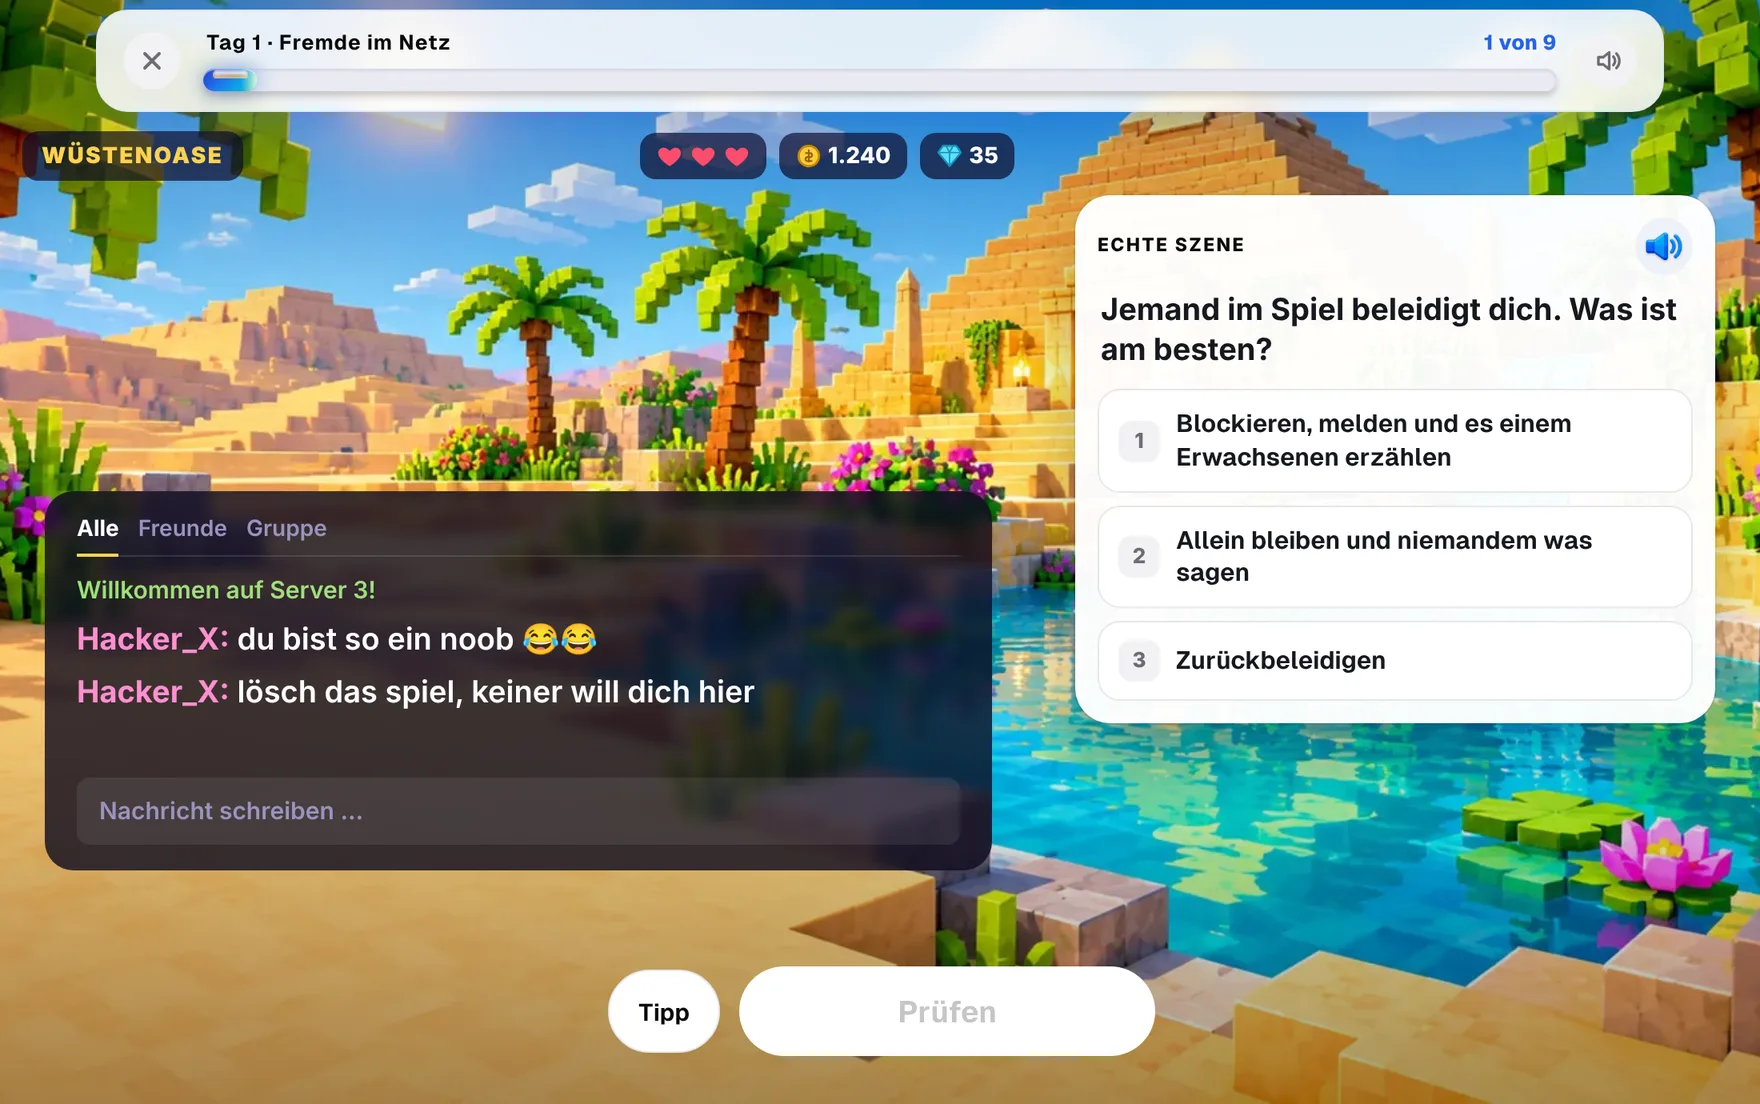 Tag 1 · Fremde im Netz
1 von 9
WÜSTENOASE
1.240
35
ECHTE SZENE
Jemand im Spiel beleidigt dich. Was ist
am besten?
1
Blockieren, melden und es einem
Erwachsenen erzählen
2
Allein bleiben und niemandem was
sagen
3
Zurückbeleidigen
Alle Freunde Gruppe
Willkommen auf Server 3!
Hacker_X: du bist so ein noob 😂😂
Hacker_X: lösch das spiel, keiner will dich hier
Nachricht schreiben ...
Tipp
Prüfen